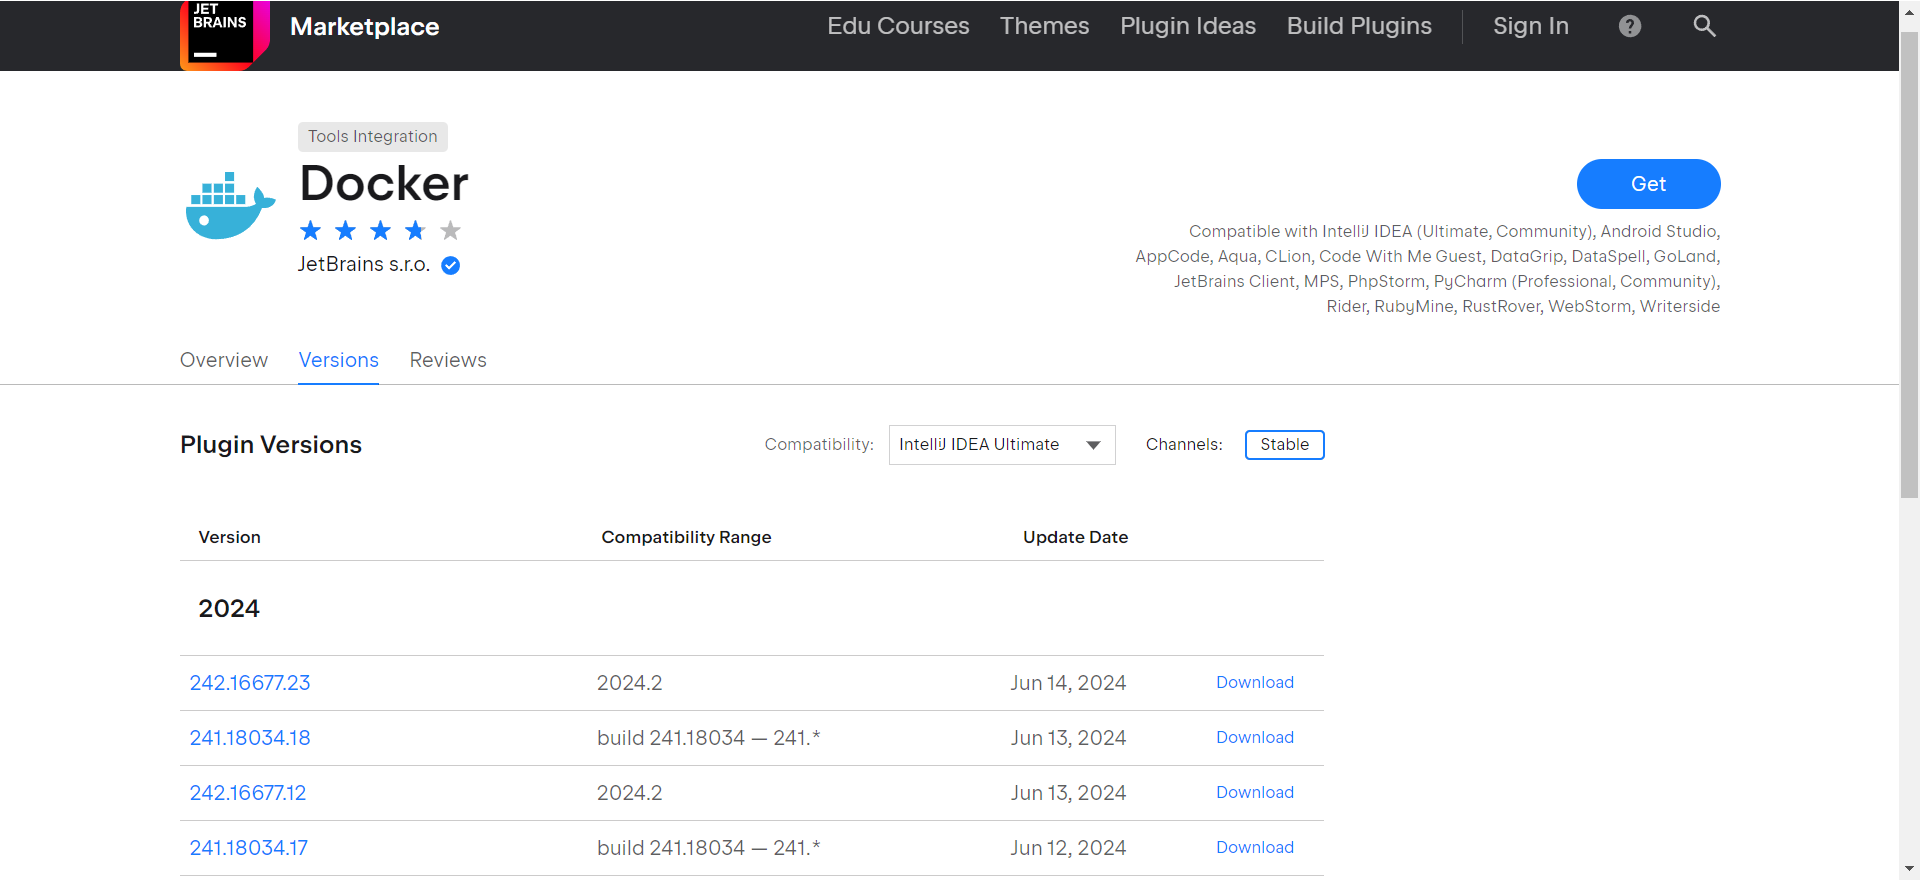 JET
BRAINS
Marketplace
Edu Courses
Themes
Plugin Ideas
Build Plugins
Sign In
?
Tools Integration
Docker
JetBrains s.r.o.
Get
Compatible with IntelliJ IDEA (Ultimate, Community), Android Studio,
AppCode, Aqua, CLion, Code With Me Guest, DataGrip, DataSpell, GoLand,
JetBrains Client, MPS, PhpStorm, PyCharm (Professional, Community),
Rider, RubyMine, RustRover, WebStorm, Writerside
Overview
Versions
Reviews
Plugin Versions
Compatibility:
IntelliJ IDEA Ultimate
Channels:
Stable
Version
Compatibility Range
Update Date
2024
242.16677.23
2024.2
Jun 14, 2024
Download
241.18034.18
build 241.18034 — 241.*
Jun 13, 2024
Download
242.16677.12
2024.2
Jun 13, 2024
Download
241.18034.17
build 241.18034 — 241.*
Jun 12, 2024
Download